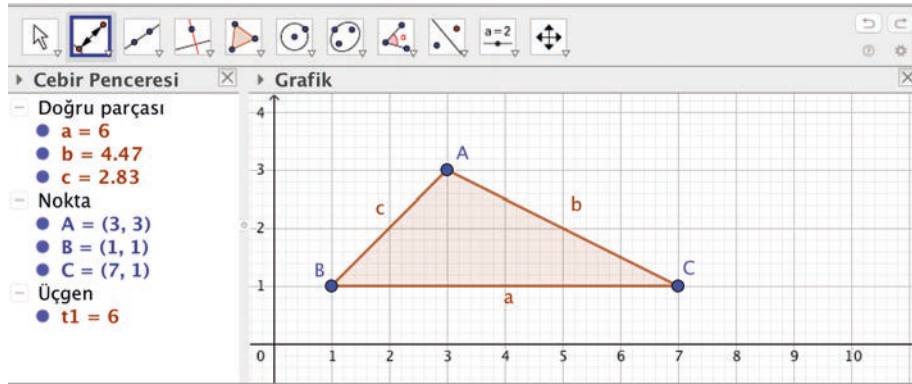 a=2
Cebir Penceresi
Grafik
Doğru parçası
a = 6
b = 4.47
c = 2.83
Nokta
A = (3, 3)
B = (1, 1)
C = (7, 1)
Üçgen
t1 = 6
4
3
2
1
0
1
2
3
4
5
6
7
8
9
10
A
B
C
a
b
c
α